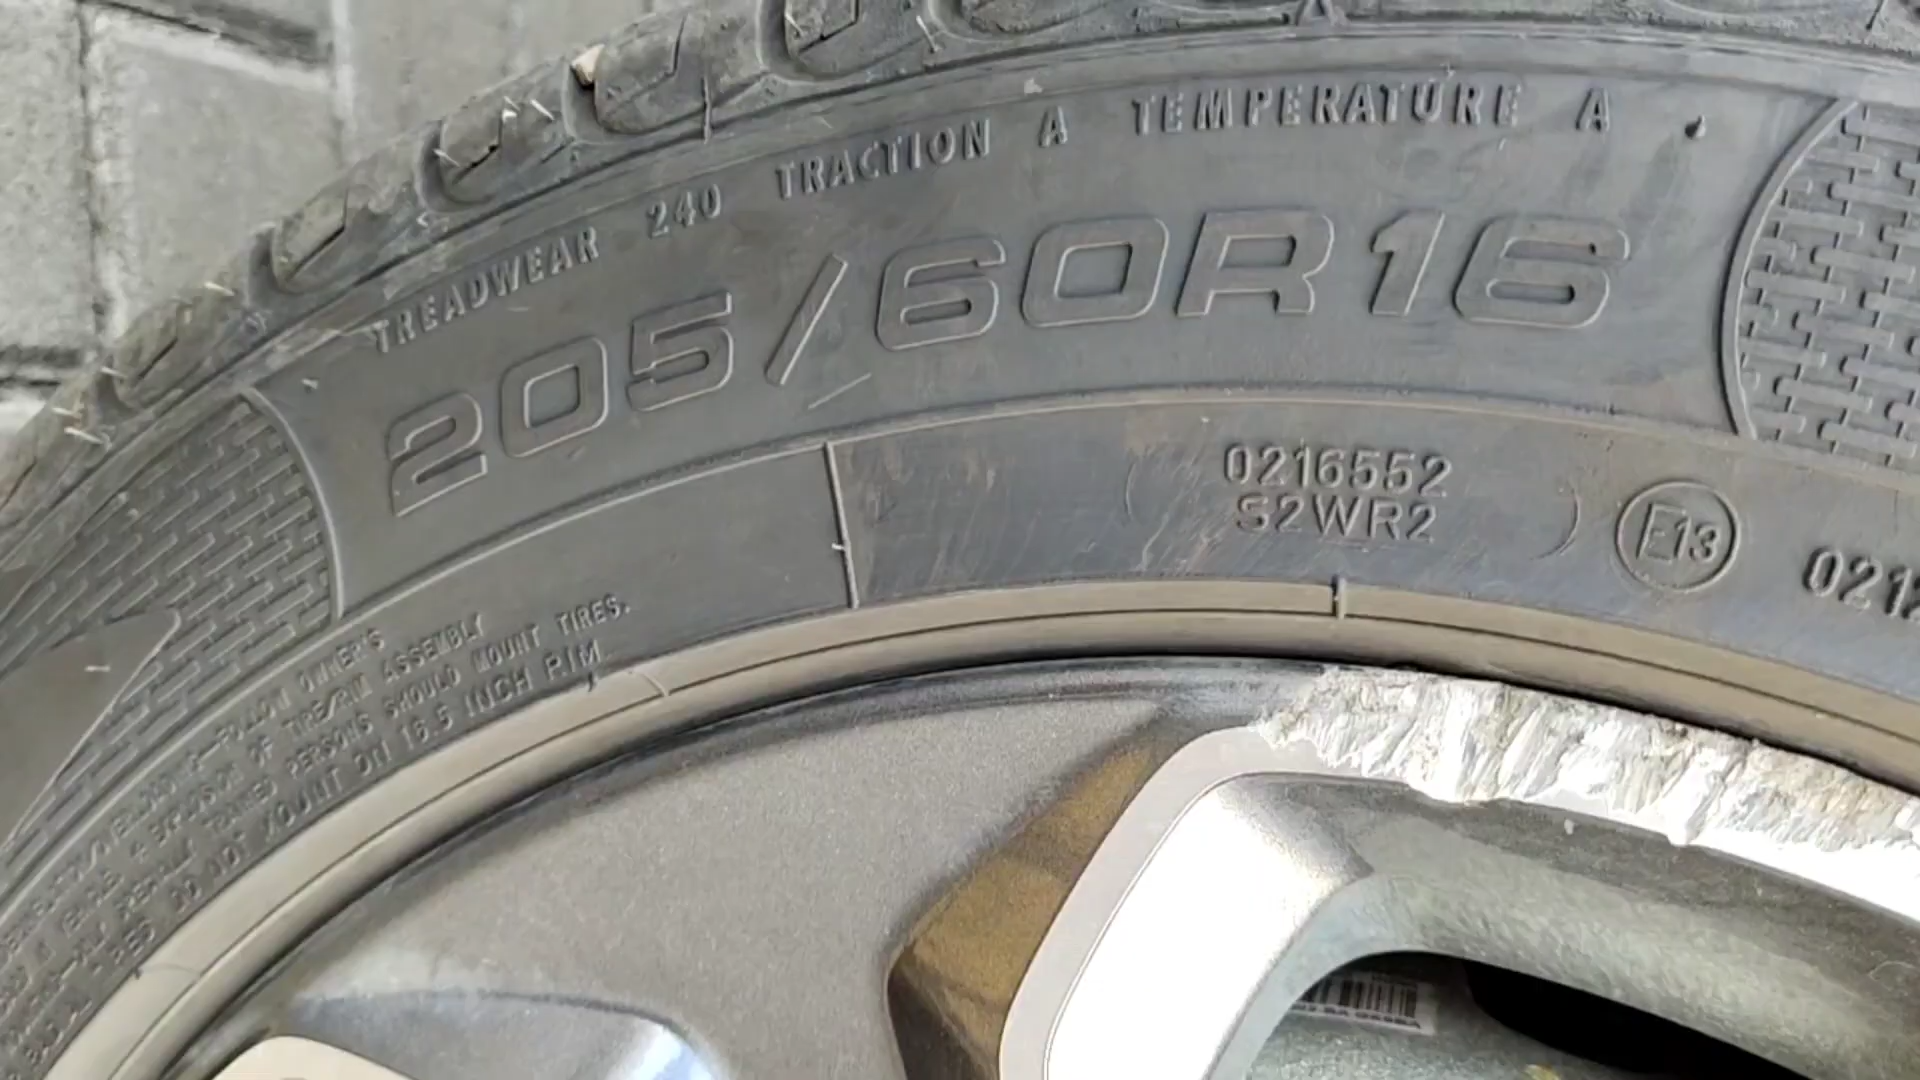 TREADWEAR 240 TRACTION A TEMPERATURE A
205/60R16
0216552
S2WR2
E13
OWNER'S
OF TIRE/RIM ASSEMBLY
PERSONS SHOULD MOUNT TIRES.
DO NOT MOUNT ON 16.5 INCH RIM